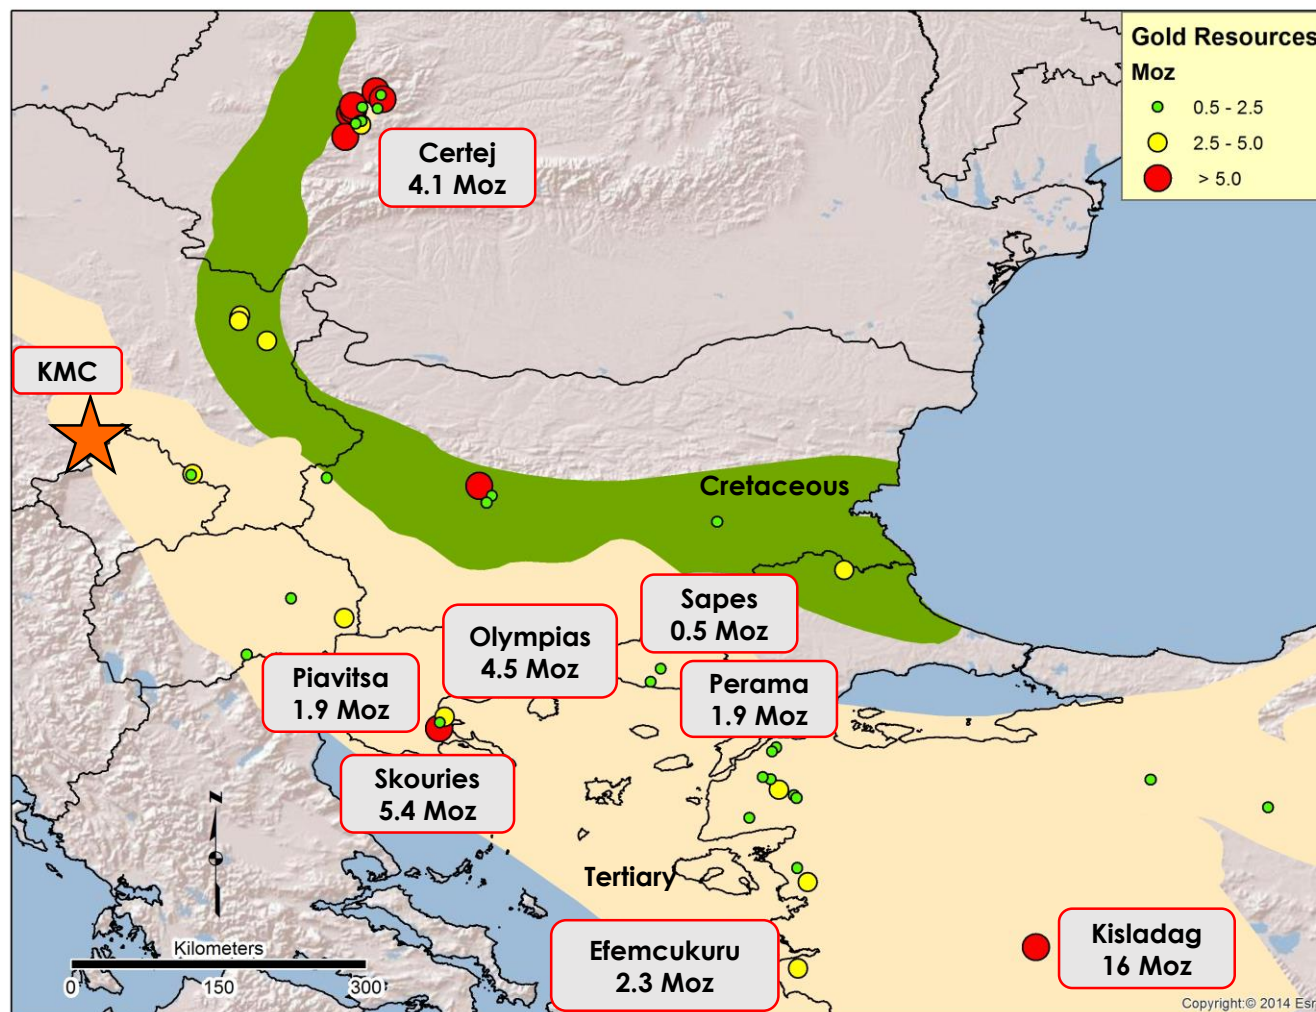 Gold Resources
Moz
0.5 - 2.5
2.5 - 5.0
> 5.0
Certej
4.1 Moz
KMC
Cretaceous
Sapes
0.5 Moz
Olympias
4.5 Moz
Piavitsa
1.9 Moz
Perama
1.9 Moz
Skouries
5.4 Moz
Z
Tertiary
Efemcukuru
2.3 Moz
Kisladag
16 Moz
Kilometers
0 150 300
Copyright:© 2014 Esr